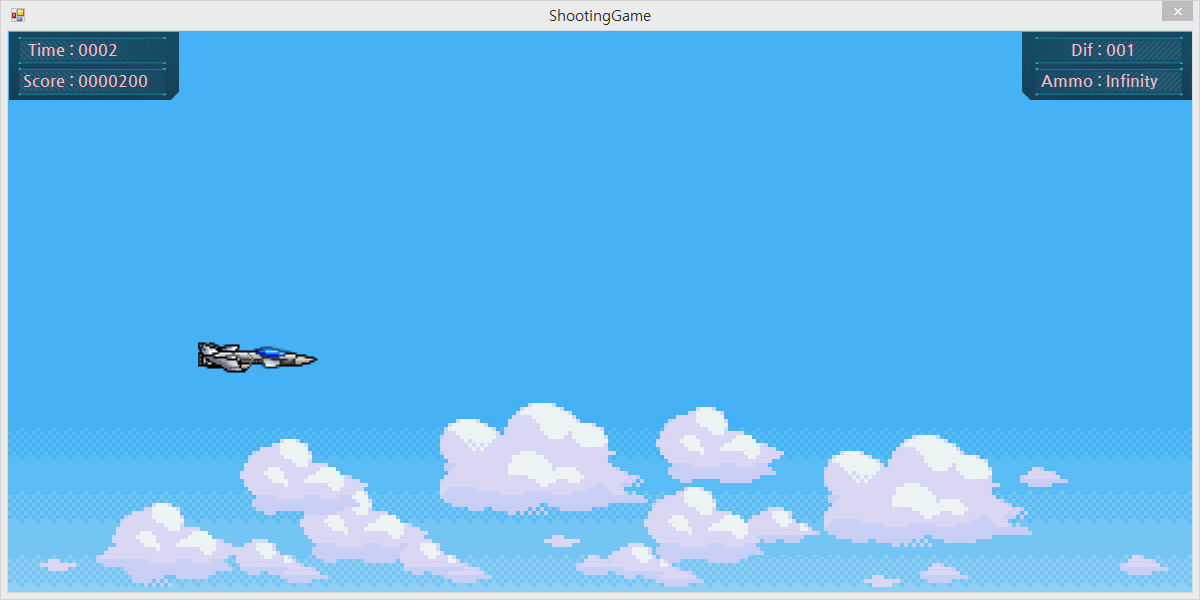 ShootingGame
Time : 0002
Score : 0000200
Dif : 001
Ammo : Infinity